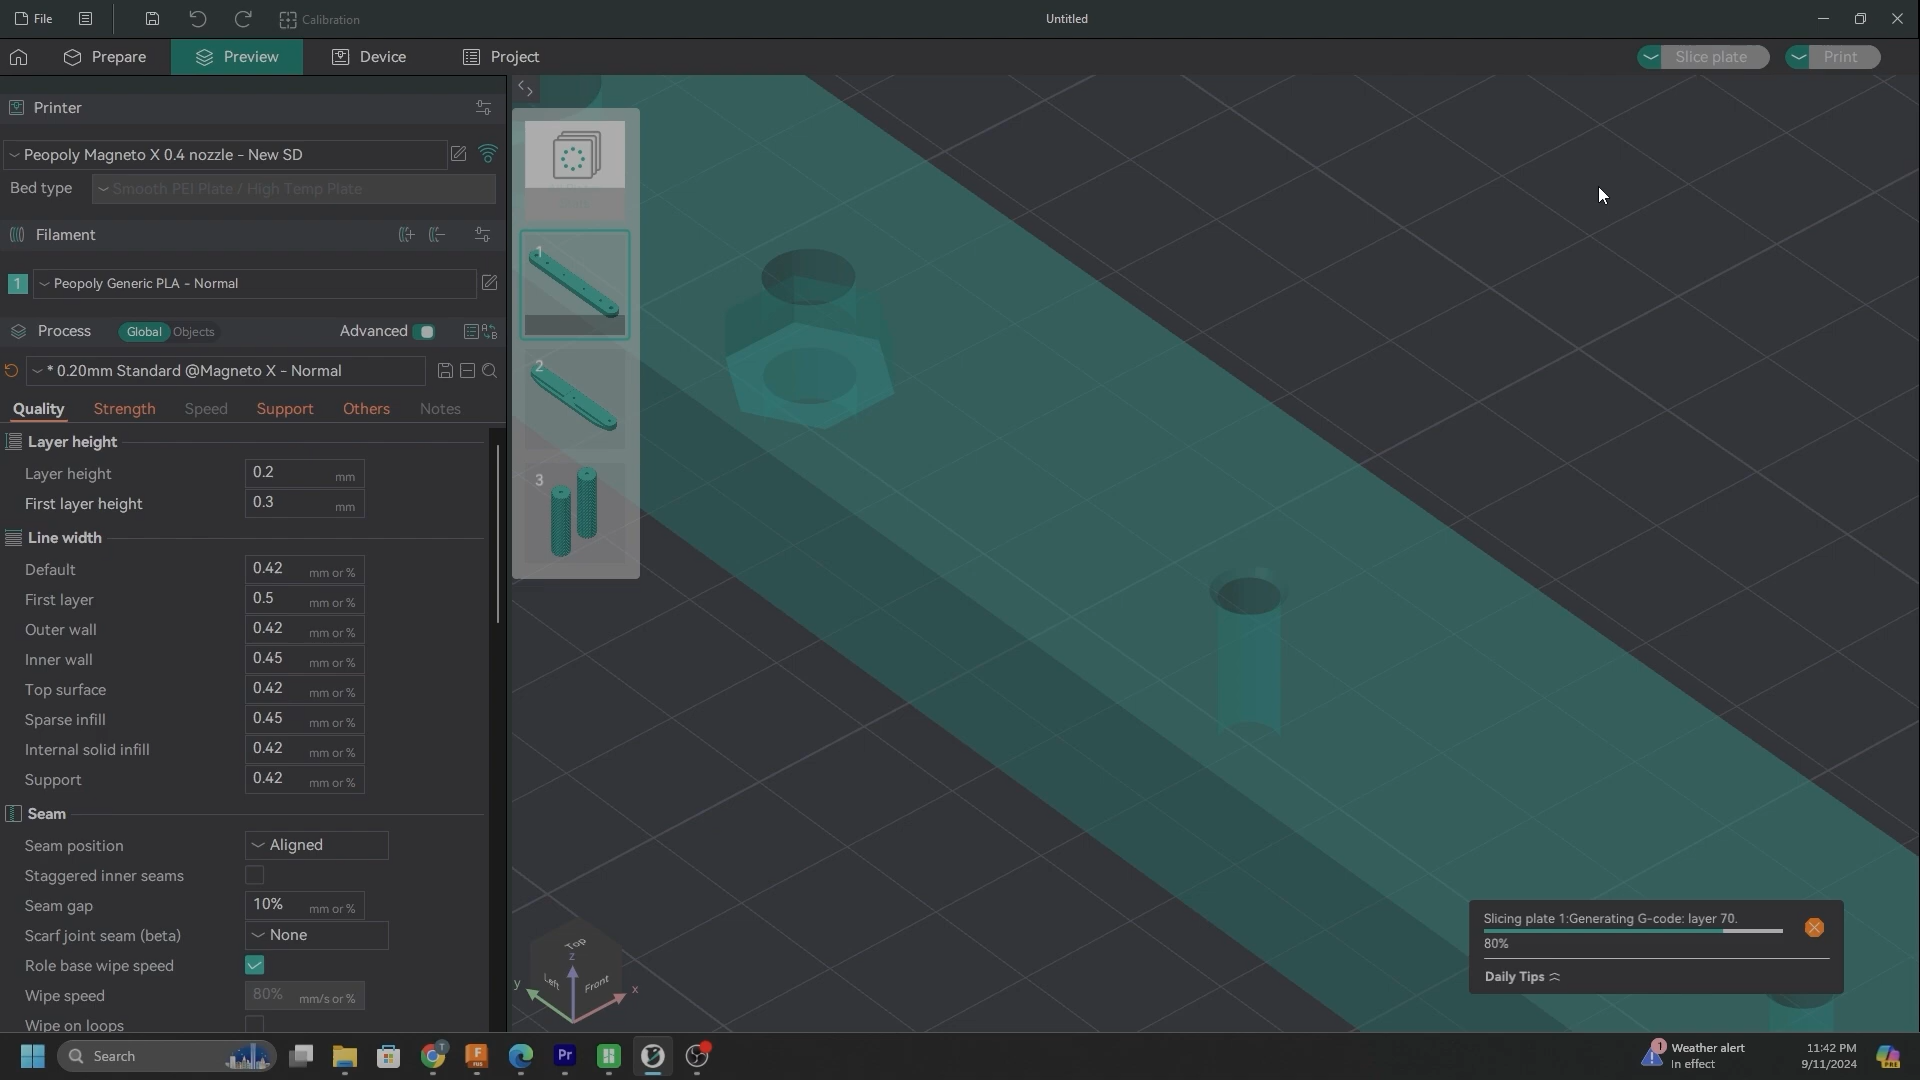 File
Calibration
Untitled
Prepare
Preview
Device
Project
Slice plate
Print
Printer
Peopoly Magneto X 0.4 nozzle - New SD
Bed type
Smooth PEI Plate / High Temp Plate
Filament
1
Peopoly Generic PLA - Normal
Process
Global
Objects
Advanced
* 0.20mm Standard @Magneto X - Normal
Quality
Strength
Speed
Support
Others
Notes
Layer height
Layer height
0.2
mm
First layer height
0.3
mm
Line width
Default
0.42
mm or %
First layer
0.5
mm or %
Outer wall
0.42
mm or %
Inner wall
0.45
mm or %
Top surface
0.42
mm or %
Sparse infill
0.45
mm or %
Internal solid infill
0.42
mm or %
Support
0.42
mm or %
Seam
Seam position
Aligned
Staggered inner seams
Seam gap
10%
mm or %
Scarf joint seam (beta)
None
Role base wipe speed
Wipe speed
80%
mm/s or %
Wipe on loops
1
2
3
Top
Left
Front
z
y
x
Slicing plate 1:Generating G-code: layer 70.
80%
Daily Tips
Search
T
Pr
1
Weather alert
In effect
11:42 PM
9/11/2024